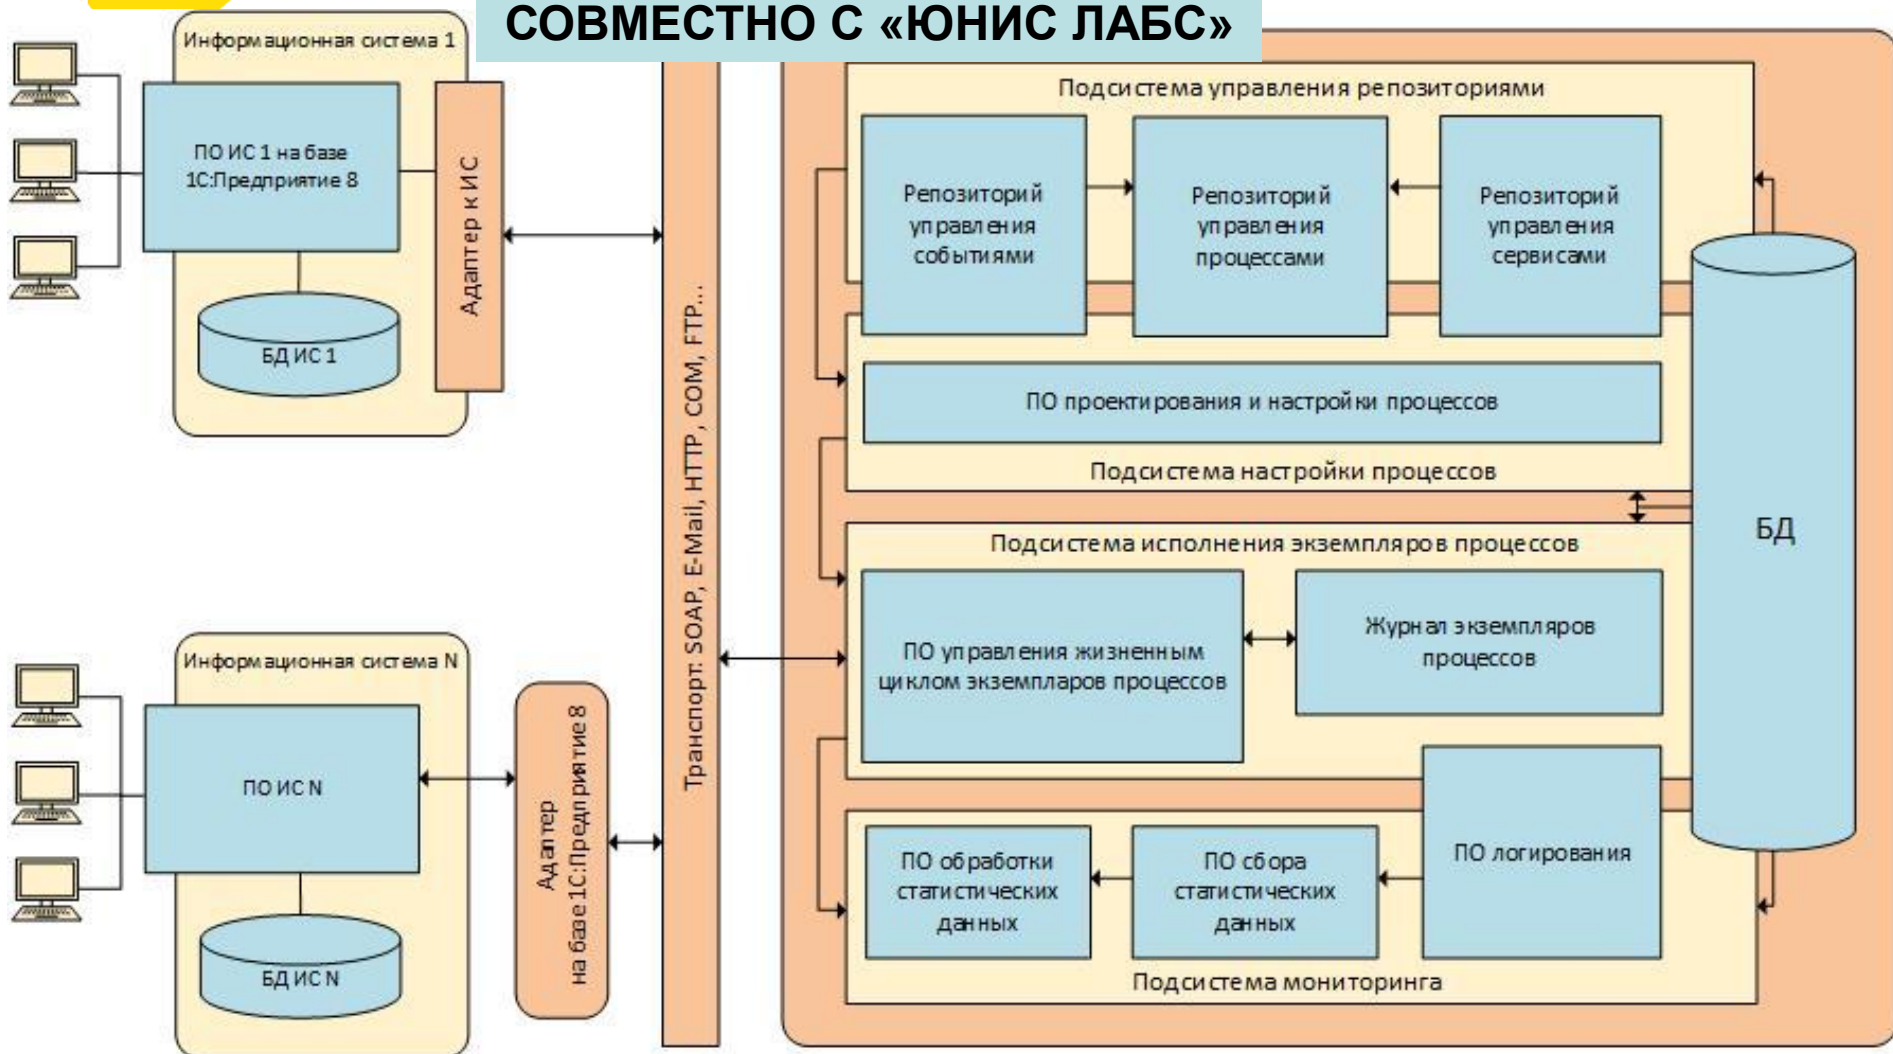 СОВМЕСТНО С «ЮНИС ЛАБС»
Информационная система 1
ПО ИС 1 на базе
1С:Предприятие 8
БД ИС 1
Адаптер к ИС
Информационная система N
ПО ИС N
БД ИС N
Адаптер
на базе 1С:Предприятие 8
Транспорт: SOAP, E-Mail, HTTP, COM, FTP...
Подсистема управления репозиториями
Репозиторий
управления
событиями
Репозиторий
управления
процессами
Репозиторий
управления
сервисами
ПО проектирования и настройки процессов
Подсистема настройки процессов
Подсистема исполнения экземпляров процессов
ПО управления жизненным
циклом экземпларов процессов
Журнал экземпляров
процессов
ПО обработки
статистических
данных
ПО сбора
статистических
данных
ПО логирования
Подсистема мониторинга
БД